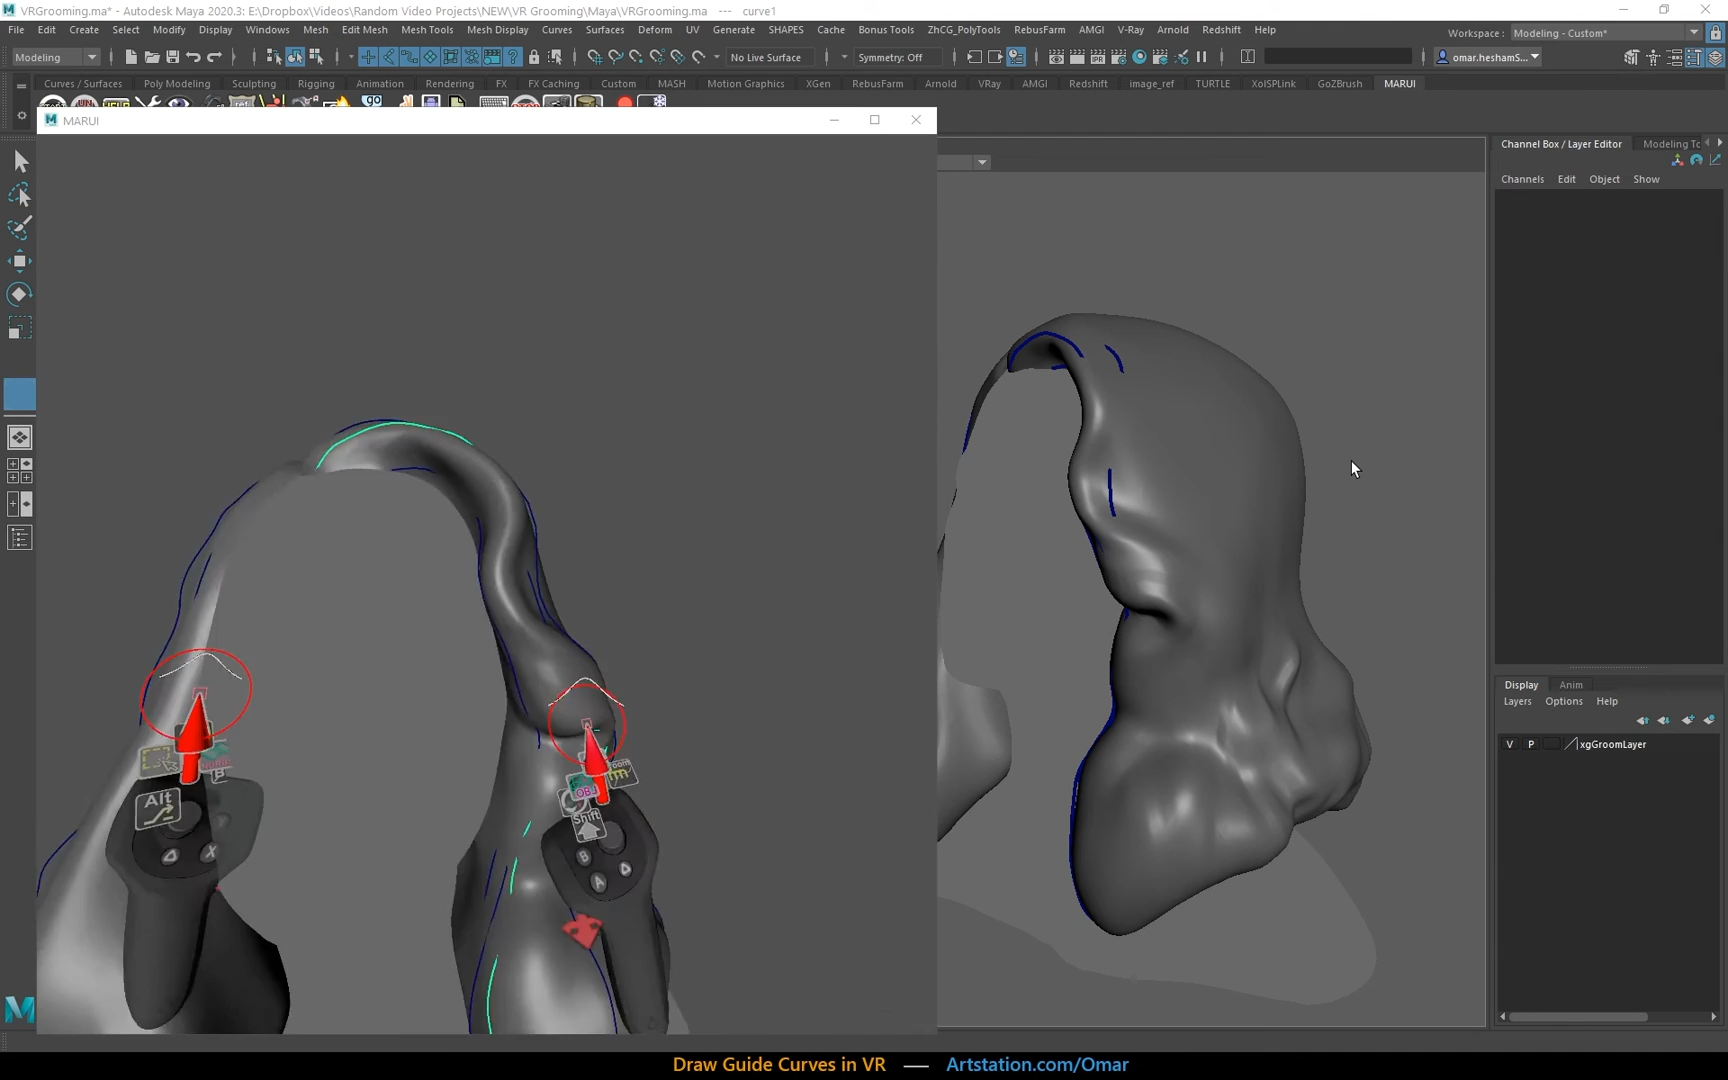 VRGrooming.ma* - Autodesk Maya 2020.3: E:\Dropbox\Videos\Random Video Projects\NEW\VR Grooming\Maya\VRGrooming.ma --- curve1
File Edit Create Select Modify Display Windows Mesh Edit Mesh Mesh Tools Mesh Display Curves Surfaces Deform UV Generate SHAPES Cache Bonus Tools ZhCG_PolyTools RebusFarm AMGI V-Ray Arnold Redshift Help
Workspace: Modeling - Custom*
Modeling No Live Surface Symmetry: Off omar.heshamS...
Curves / Surfaces Poly Modeling Sculpting Rigging Animation Rendering FX FX Caching Custom MASH Motion Graphics XGen RebusFarm Arnold VRay AMGI Redshift image_ref TURTLE XoISPLink GoZBrush MARUI
MARUI
Channel Box / Layer Editor Modeling To
Channels Edit Object Show
Alt
B
X
OBJ
Shift
B
A
Display Anim
Layers Options Help
V P xgGroomLayer
Draw Guide Curves in VR — Artstation.com/Omar